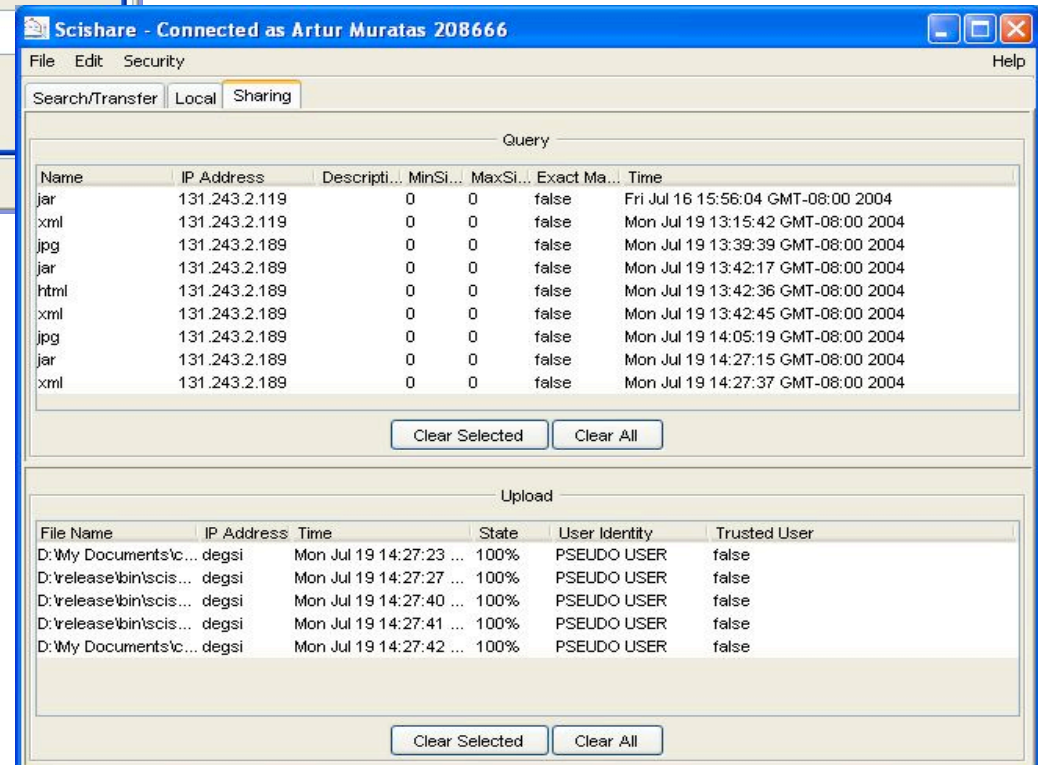 Scishare - Connected as Artur Muratas 208666
File Edit Security Help
Search/Transfer Local Sharing
Query
Name IP Address Descripti... MinSi... MaxSi... Exact Ma... Time
jar 131.243.2.119 0 0 false Fri Jul 16 15:56:04 GMT-08:00 2004
xml 131.243.2.119 0 0 false Mon Jul 19 13:15:42 GMT-08:00 2004
jpg 131.243.2.189 0 0 false Mon Jul 19 13:39:39 GMT-08:00 2004
jar 131.243.2.189 0 0 false Mon Jul 19 13:42:17 GMT-08:00 2004
html 131.243.2.189 0 0 false Mon Jul 19 13:42:36 GMT-08:00 2004
xml 131.243.2.189 0 0 false Mon Jul 19 13:42:45 GMT-08:00 2004
jpg 131.243.2.189 0 0 false Mon Jul 19 14:05:19 GMT-08:00 2004
jar 131.243.2.189 0 0 false Mon Jul 19 14:27:15 GMT-08:00 2004
xml 131.243.2.189 0 0 false Mon Jul 19 14:27:37 GMT-08:00 2004
Clear Selected Clear All
Upload
File Name IP Address Time State User Identity Trusted User
D:\My Documents\c... degsi Mon Jul 19 14:27:23 ... 100% PSEUDO USER false
D:\release\bin\scis... degsi Mon Jul 19 14:27:27 ... 100% PSEUDO USER false
D:\release\bin\scis... degsi Mon Jul 19 14:27:40 ... 100% PSEUDO USER false
D:\release\bin\scis... degsi Mon Jul 19 14:27:41 ... 100% PSEUDO USER false
D:\My Documents\c... degsi Mon Jul 19 14:27:42 ... 100% PSEUDO USER false
Clear Selected Clear All